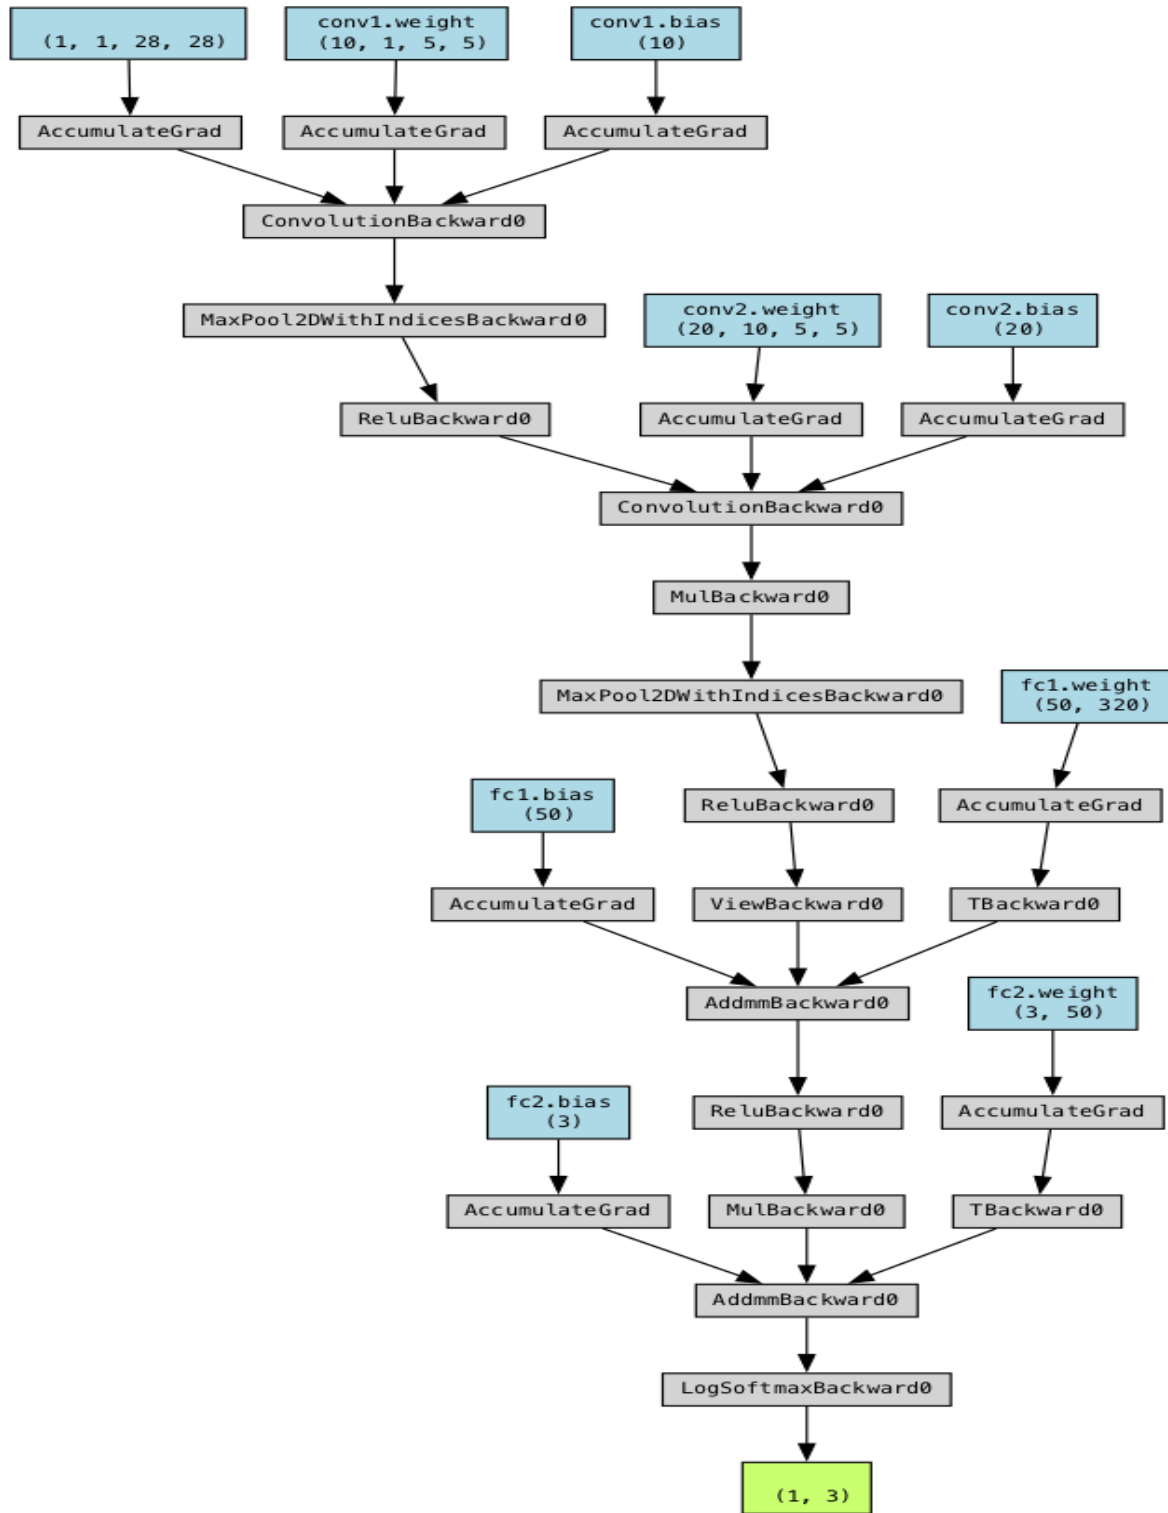 (1, 1, 28, 28)
conv1.weight
(10, 1, 5, 5)
conv1.bias
(10)
AccumulateGrad
AccumulateGrad
AccumulateGrad
ConvolutionBackward0
MaxPool2DWithIndicesBackward0
conv2.weight
(20, 10, 5, 5)
conv2.bias
(20)
ReluBackward0
AccumulateGrad
AccumulateGrad
ConvolutionBackward0
MulBackward0
MaxPool2DWithIndicesBackward0
fc1.weight
(50, 320)
fc1.bias
(50)
ReluBackward0
AccumulateGrad
AccumulateGrad
ViewBackward0
TBackward0
AddmmBackward0
fc2.weight
(3, 50)
fc2.bias
(3)
ReluBackward0
AccumulateGrad
AccumulateGrad
MulBackward0
TBackward0
AddmmBackward0
LogSoftmaxBackward0
(1, 3)